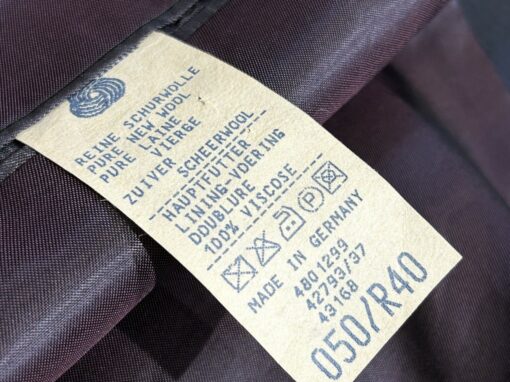 REINE SCHURWOLLE
PURE NEW WOOL
PURE LAINE
VIERGE
ZUIVER SCHEERWOOL
HAUPTFUTTER-
LINING-VOERING
DOUBLURE
100% VISCOSE
P
MADE IN GERMANY
4801299
42793/37
43168
050/R40